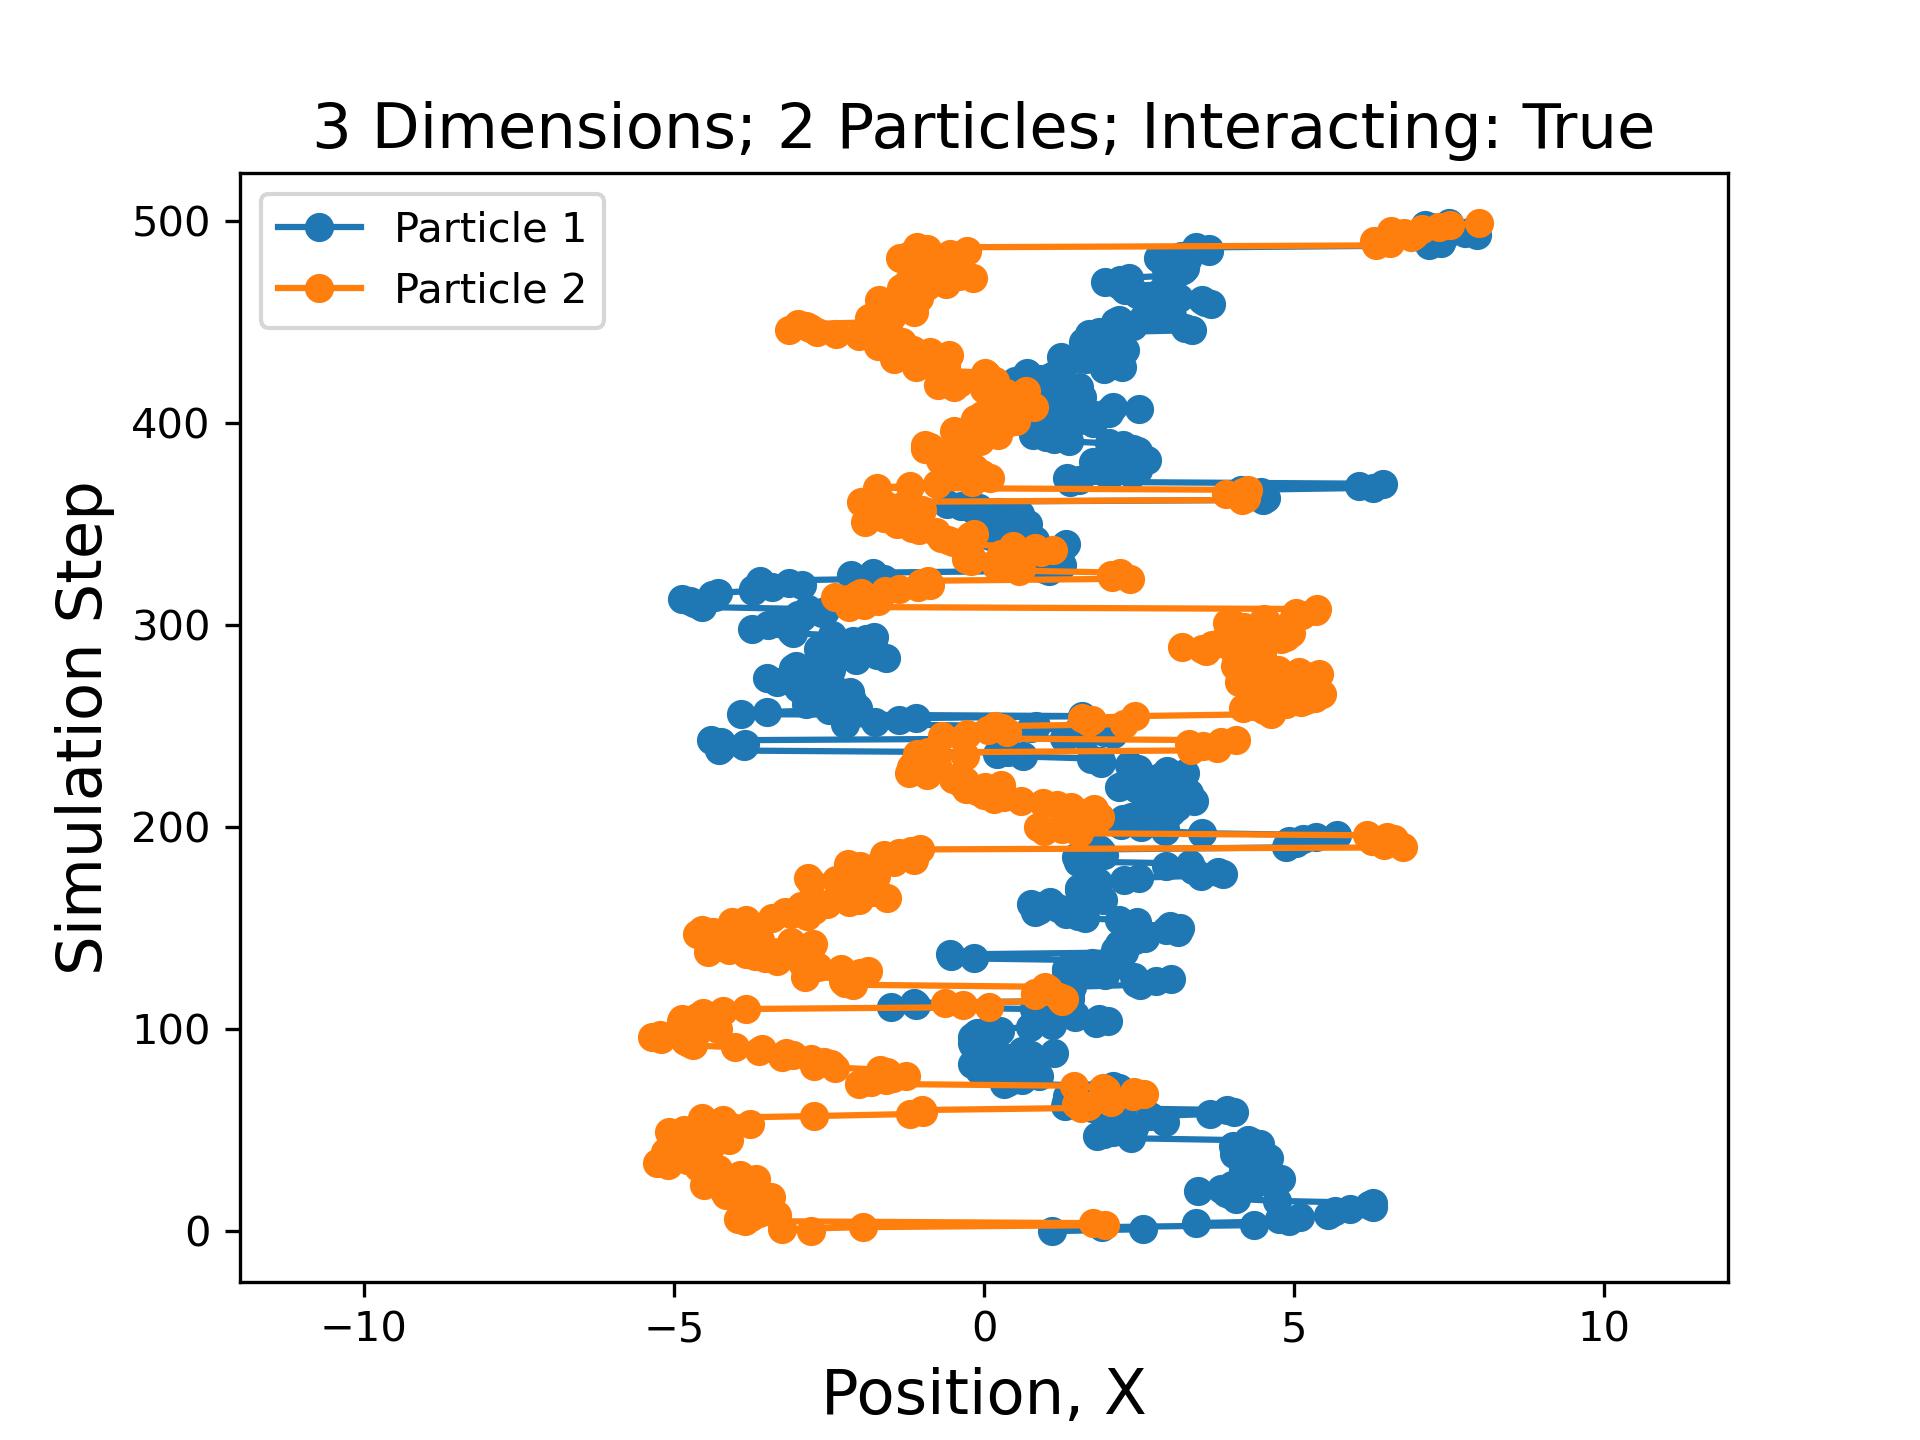 3 Dimensions; 2 Particles; Interacting: True
Particle 1
Particle 2
500
400
300
200
100
0
Simulation Step
−10
−5
0
5
10
Position, X